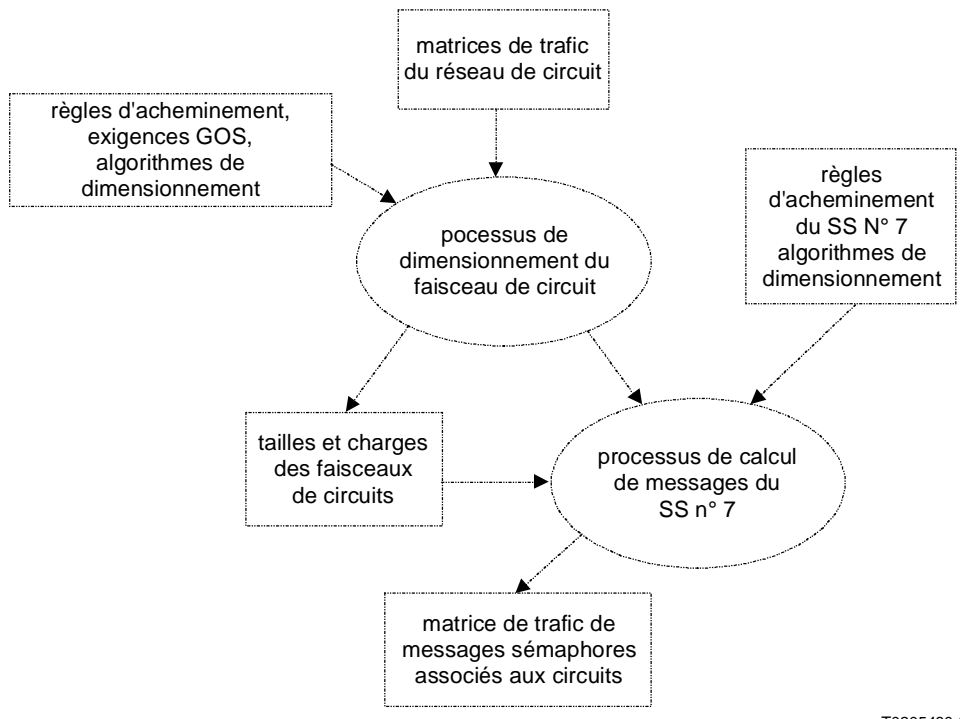 matrices de trafic
du réseau de circuit
règles d'acheminement,
exigences GOS,
algorithmes de
dimensionnement
règles
d'acheminement
du SS N° 7
algorithmes de
dimensionnement
pocessus de
dimensionnement du
faisceau de circuit
tailles et charges
des faisceaux
de circuits
processus de calcul
de messages du
SS n° 7
matrice de trafic de
messages sémaphores
associés aux circuits